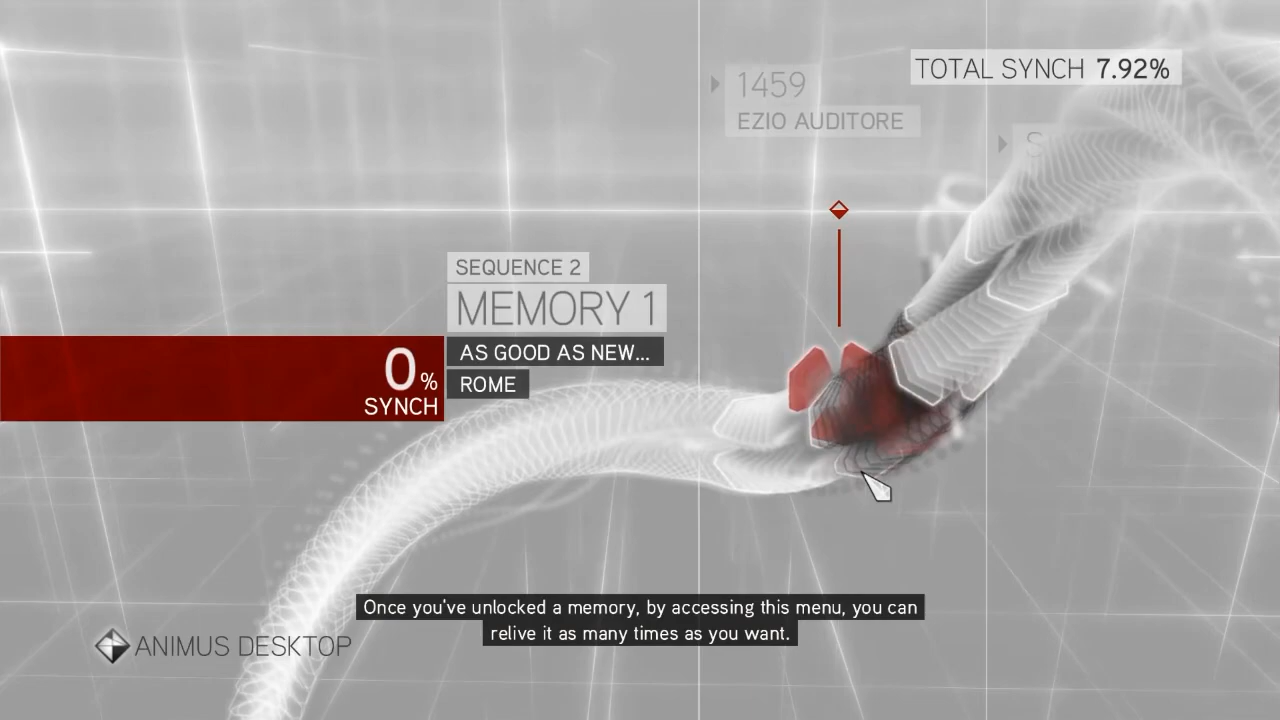 TOTAL SYNCH 7.92%
1459
EZIO AUDITORE
S
SEQUENCE 2
MEMORY 1
0%
SYNCH
AS GOOD AS NEW...
ROME
Once you've unlocked a memory, by accessing this menu, you can
relive it as many times as you want.
ANIMUS DESKTOP